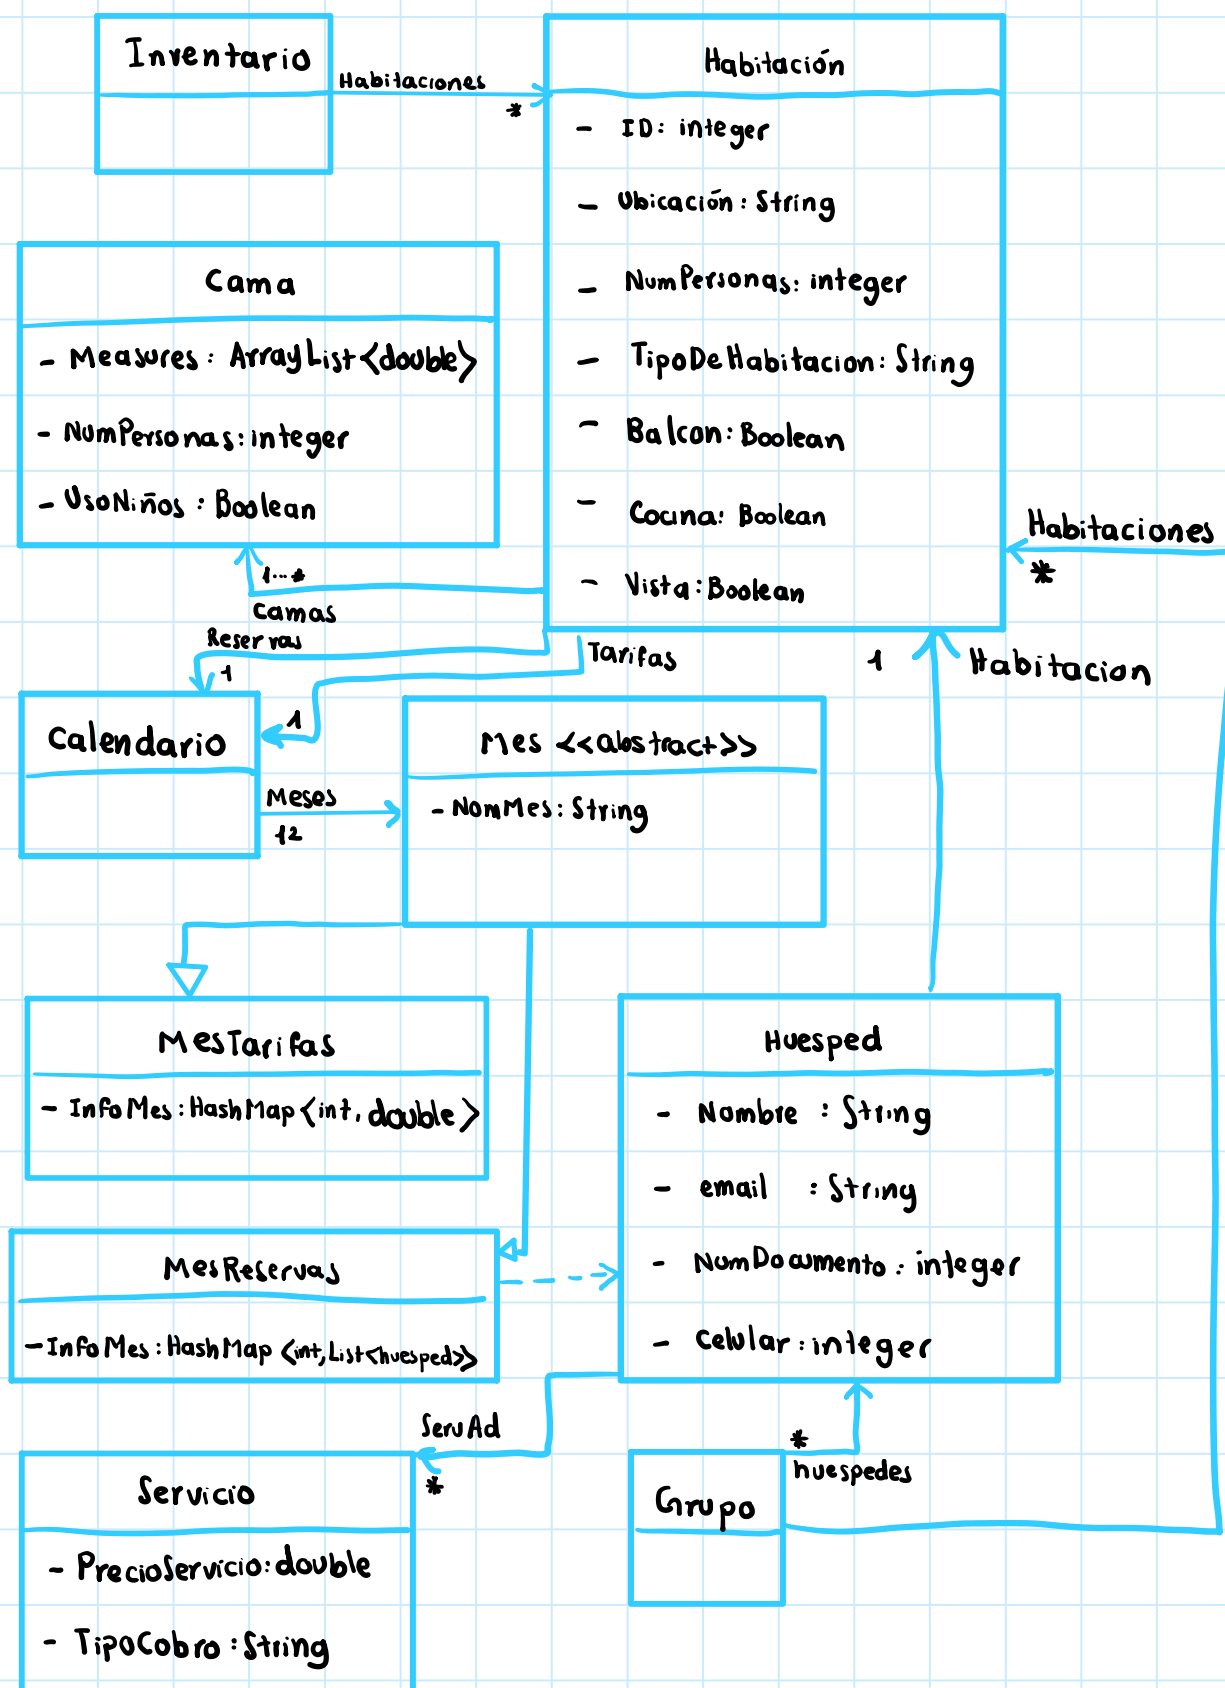 Inventario
Habitaciones
*
Habitación
- ID: integer
- Ubicación: String
- NumPersonas: integer
- TipoDeHabitacion: String
- Balcon: Boolean
- Cocina: Boolean
- Vista: Boolean
Cama
- Measures: ArrayList<double>
- NumPersonas: integer
- UsoNiños: Boolean
1...*
Camas
Reservas
1
Tarifas
1
Habitaciones
*
1
Habitacion
Calendario
Meses
12
Mes <<abstract>>
- NomMes: String
MesTarifas
- InfoMes: HashMap<int, double>
MesReservas
- InfoMes: HashMap<int, List<huesped>>
Huesped
- Nombre : String
- email : String
- NumDocumento: integer
- Celular: integer
ServAd
*
*
huespedes
Grupo
Servicio
- PrecioServicio: double
- TipoCobro: String